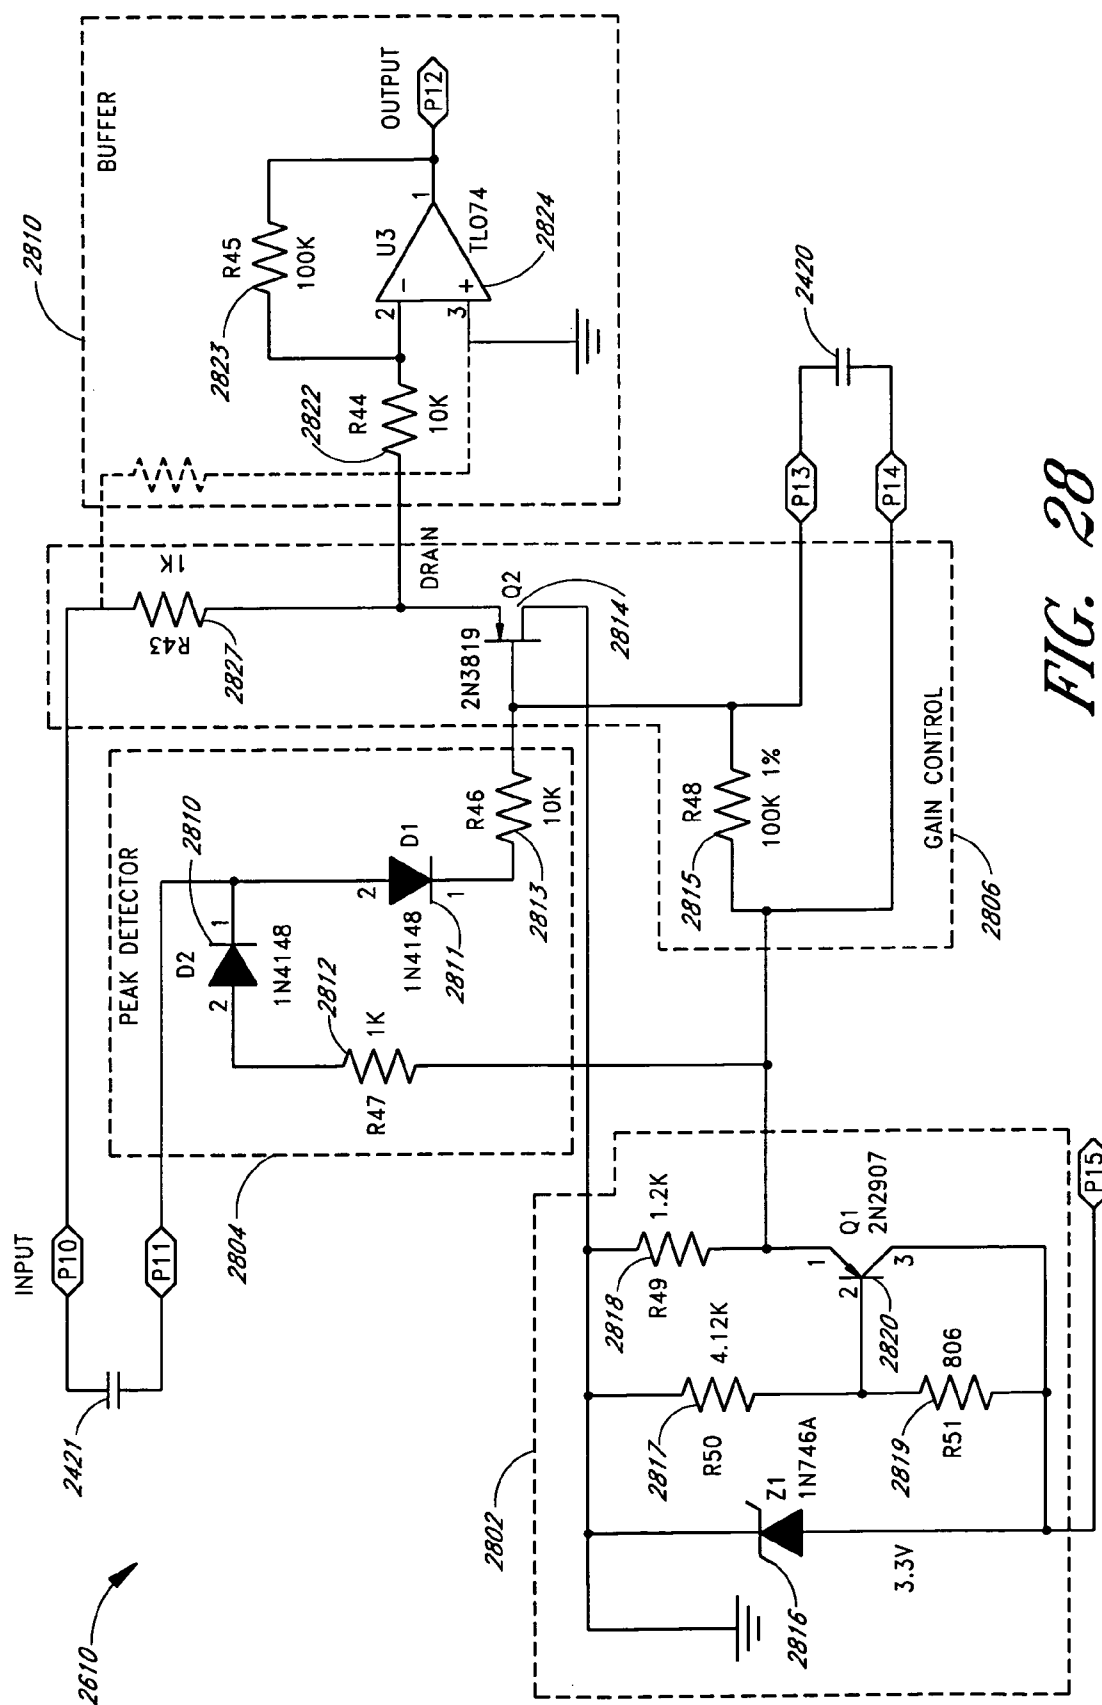 2610
INPUT
P10
P11
2421
2804
PEAK DETECTOR
D2
2
1
2810
1N4148
2812
1K
R47
2
D1
1
1N4148
2811
R46
10K
2813
R43
1K
2827
DRAIN
Q2
2N3819
2814
BUFFER
2810
2823
R45
100K
2822
R44
10K
2
3
-
+
U3
1
TL074
2824
OUTPUT
P12
2815
R48
100K 1%
GAIN CONTROL
2806
P13
P14
2420
2802
2816
Z1
1N746A
3.3V
2817
R50
4.12K
2818
R49
1.2K
2819
R51
806
1
2
3
Q1
2N2907
2820
P15
FIG. 28